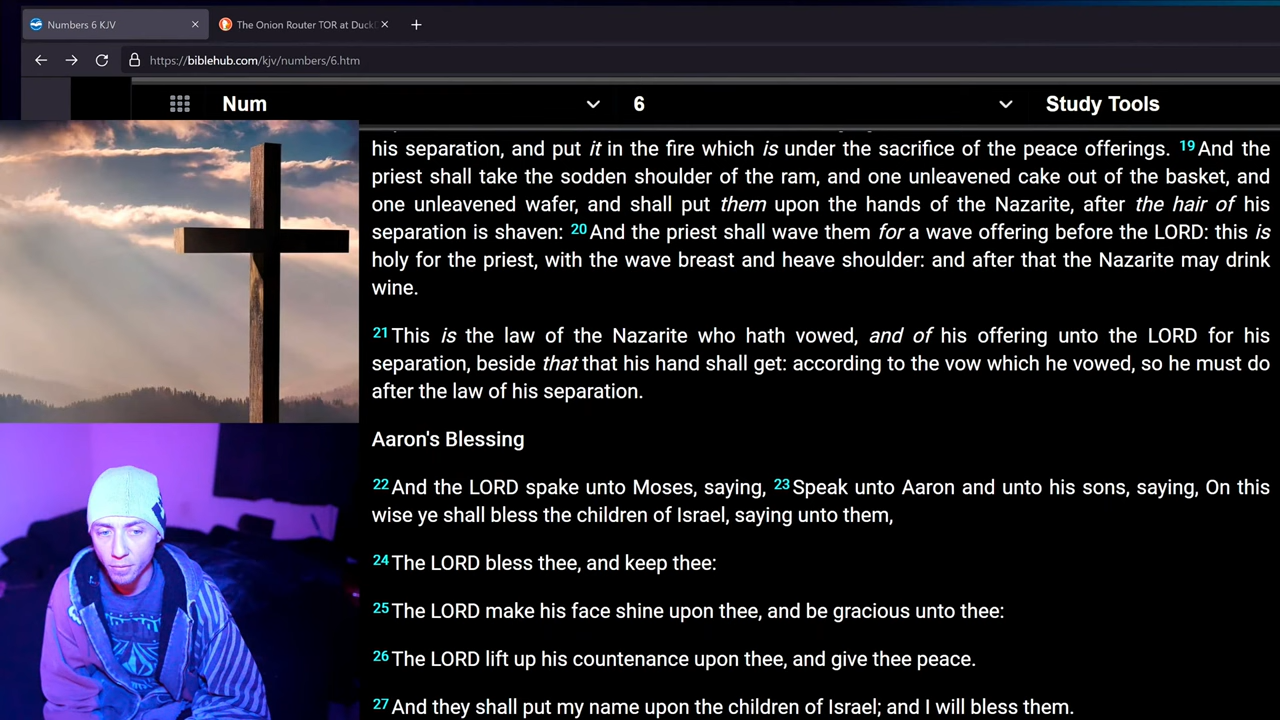 Numbers 6 KJV
The Onion Router TOR at Duck
https://biblehub.com/kjv/numbers/6.htm
Num 6 Study Tools
his separation, and put it in the fire which is under the sacrifice of the peace offerings. 19 And the
priest shall take the sodden shoulder of the ram, and one unleavened cake out of the basket, and
one unleavened wafer, and shall put them upon the hands of the Nazarite, after the hair of his
separation is shaven: 20 And the priest shall wave them for a wave offering before the LORD: this is
holy for the priest, with the wave breast and heave shoulder: and after that the Nazarite may drink
wine.
21 This is the law of the Nazarite who hath vowed, and of his offering unto the LORD for his
separation, beside that that his hand shall get: according to the vow which he vowed, so he must do
after the law of his separation.
Aaron's Blessing
22 And the LORD spake unto Moses, saying, 23 Speak unto Aaron and unto his sons, saying, On this
wise ye shall bless the children of Israel, saying unto them,
24 The LORD bless thee, and keep thee:
25 The LORD make his face shine upon thee, and be gracious unto thee:
26 The LORD lift up his countenance upon thee, and give thee peace.
27 And they shall put my name upon the children of Israel; and I will bless them.